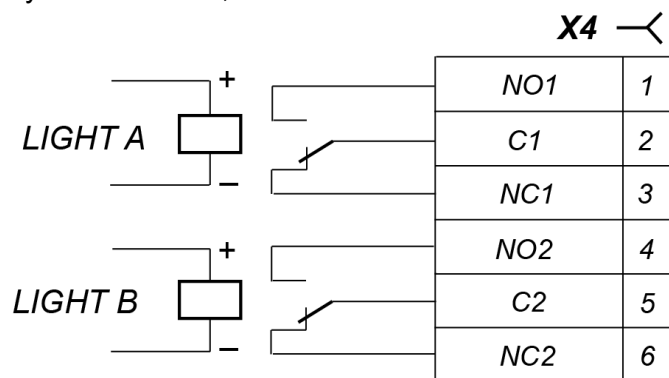 X4
+
NO1 1
LIGHT A
C1 2
–
NC1 3
+
NO2 4
LIGHT B
C2 5
–
NC2 6